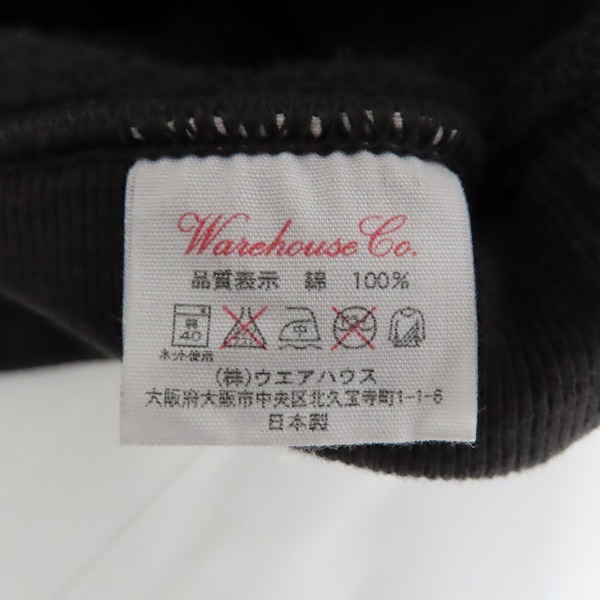 Warehouse Co.
品質表示 綿 100%
弱 40 中
ネット使用
(株)ウエアハウス
大阪府大阪市中央区北久宝寺町1-1-6
日本製